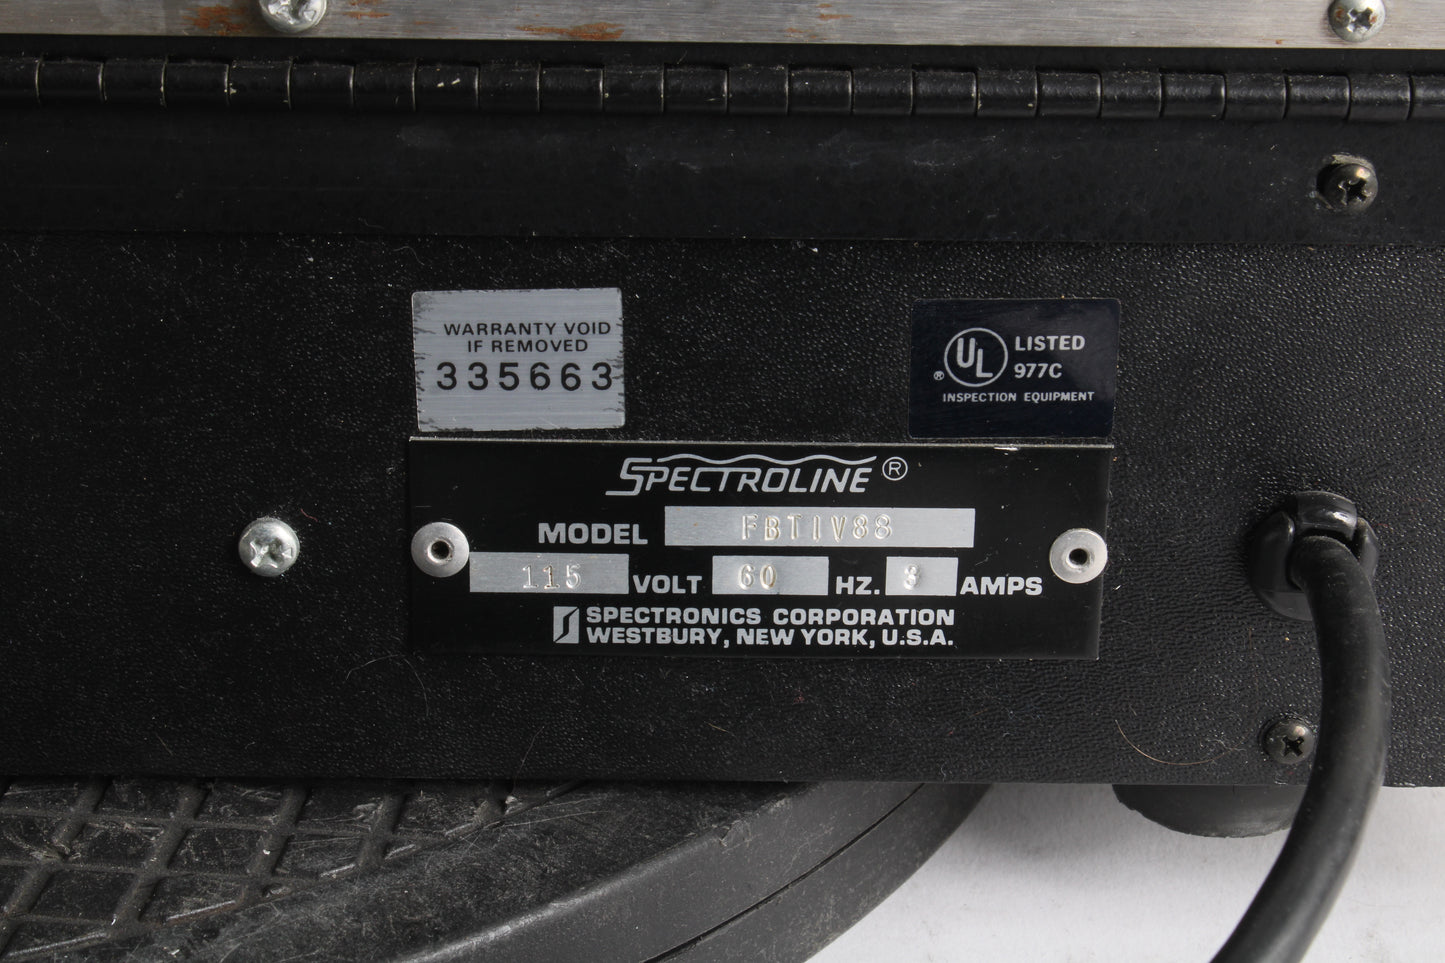 WARRANTY VOID
IF REMOVED
335663
UL® LISTED
977C
INSPECTION EQUIPMENT
SPECTROLINE®
MODEL FBTIV88
115 VOLT 60 HZ. 3 AMPS
SPECTRONICS CORPORATION
WESTBURY, NEW YORK, U.S.A.